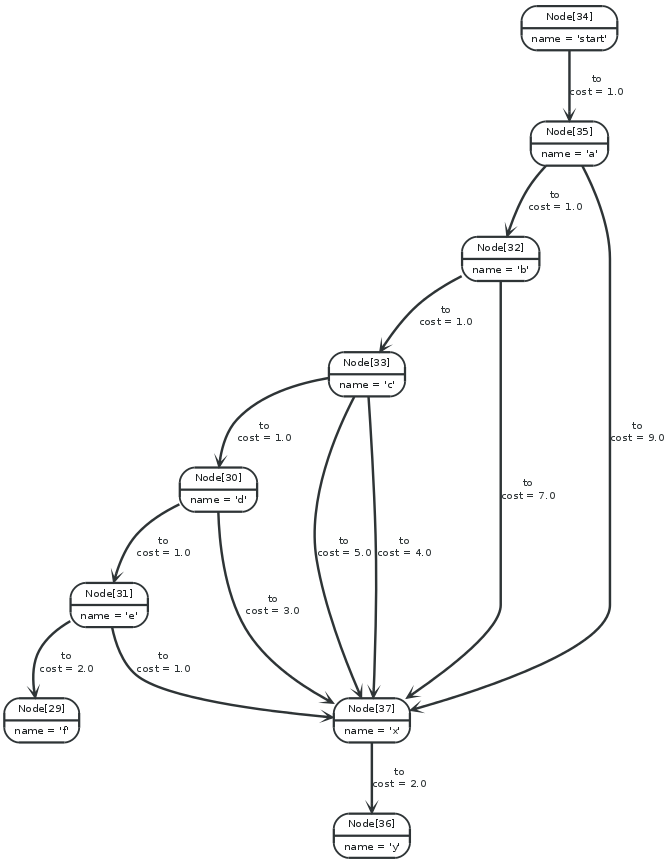 Node[34]
name = 'start'
to
cost = 1.0
Node[35]
name = 'a'
to
cost = 1.0
Node[32]
name = 'b'
to
cost = 1.0
Node[33]
name = 'c'
to
cost = 1.0
to
cost = 9.0
Node[30]
name = 'd'
to
cost = 7.0
to
cost = 1.0
to
cost = 5.0
to
cost = 4.0
Node[31]
name = 'e'
to
cost = 3.0
to
cost = 2.0
to
cost = 1.0
Node[29]
name = 'f'
Node[37]
name = 'x'
to
cost = 2.0
Node[36]
name = 'y'